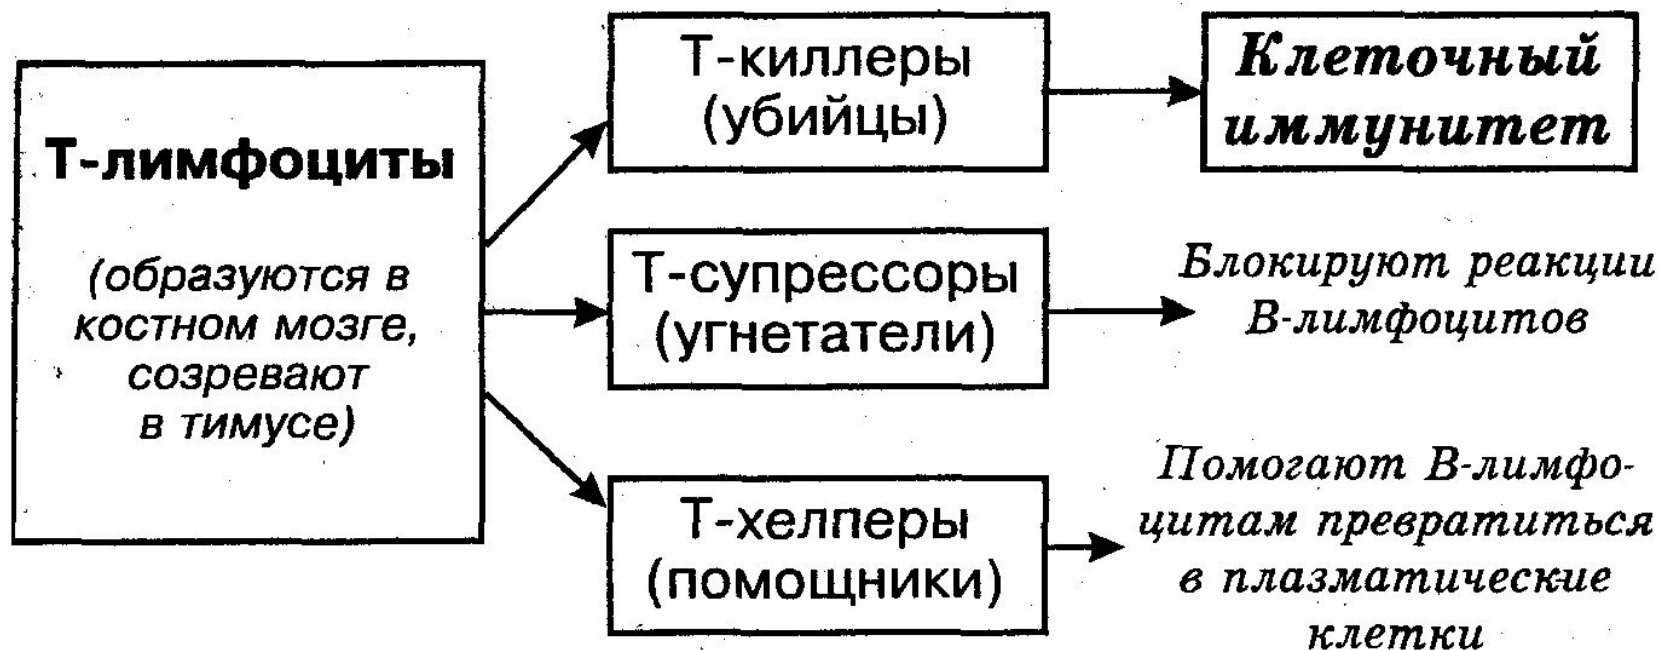 Т-лимфоциты
(образуются в
костном мозге,
созревают
в тимусе)
Т-киллеры
(убийцы)
Клеточный
иммунитет
Т-супрессоры
(угнетатели)
Блокируют реакции
В-лимфоцитов
Т-хелперы
(помощники)
Помогают В-лимфо-
цитам превратиться
в плазматические
клетки